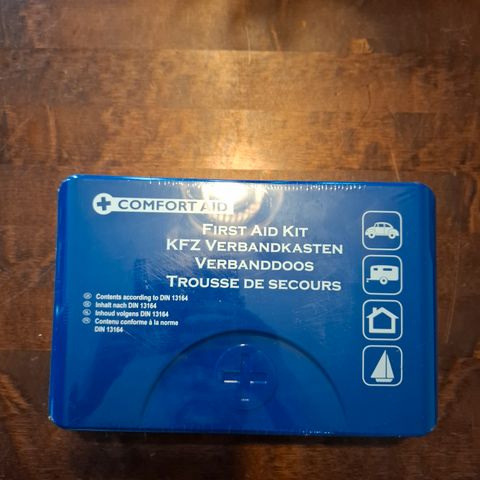 COMFORT AID
FIRST AID KIT
KFZ VERBANDKASTEN
VERBANDDOOS
TROUSSE DE SECOURS
Contents according to DIN 13164
Inhalt nach DIN 13164
Inhoud volgens DIN 13164
Contenu conforme à la norme
DIN 13164